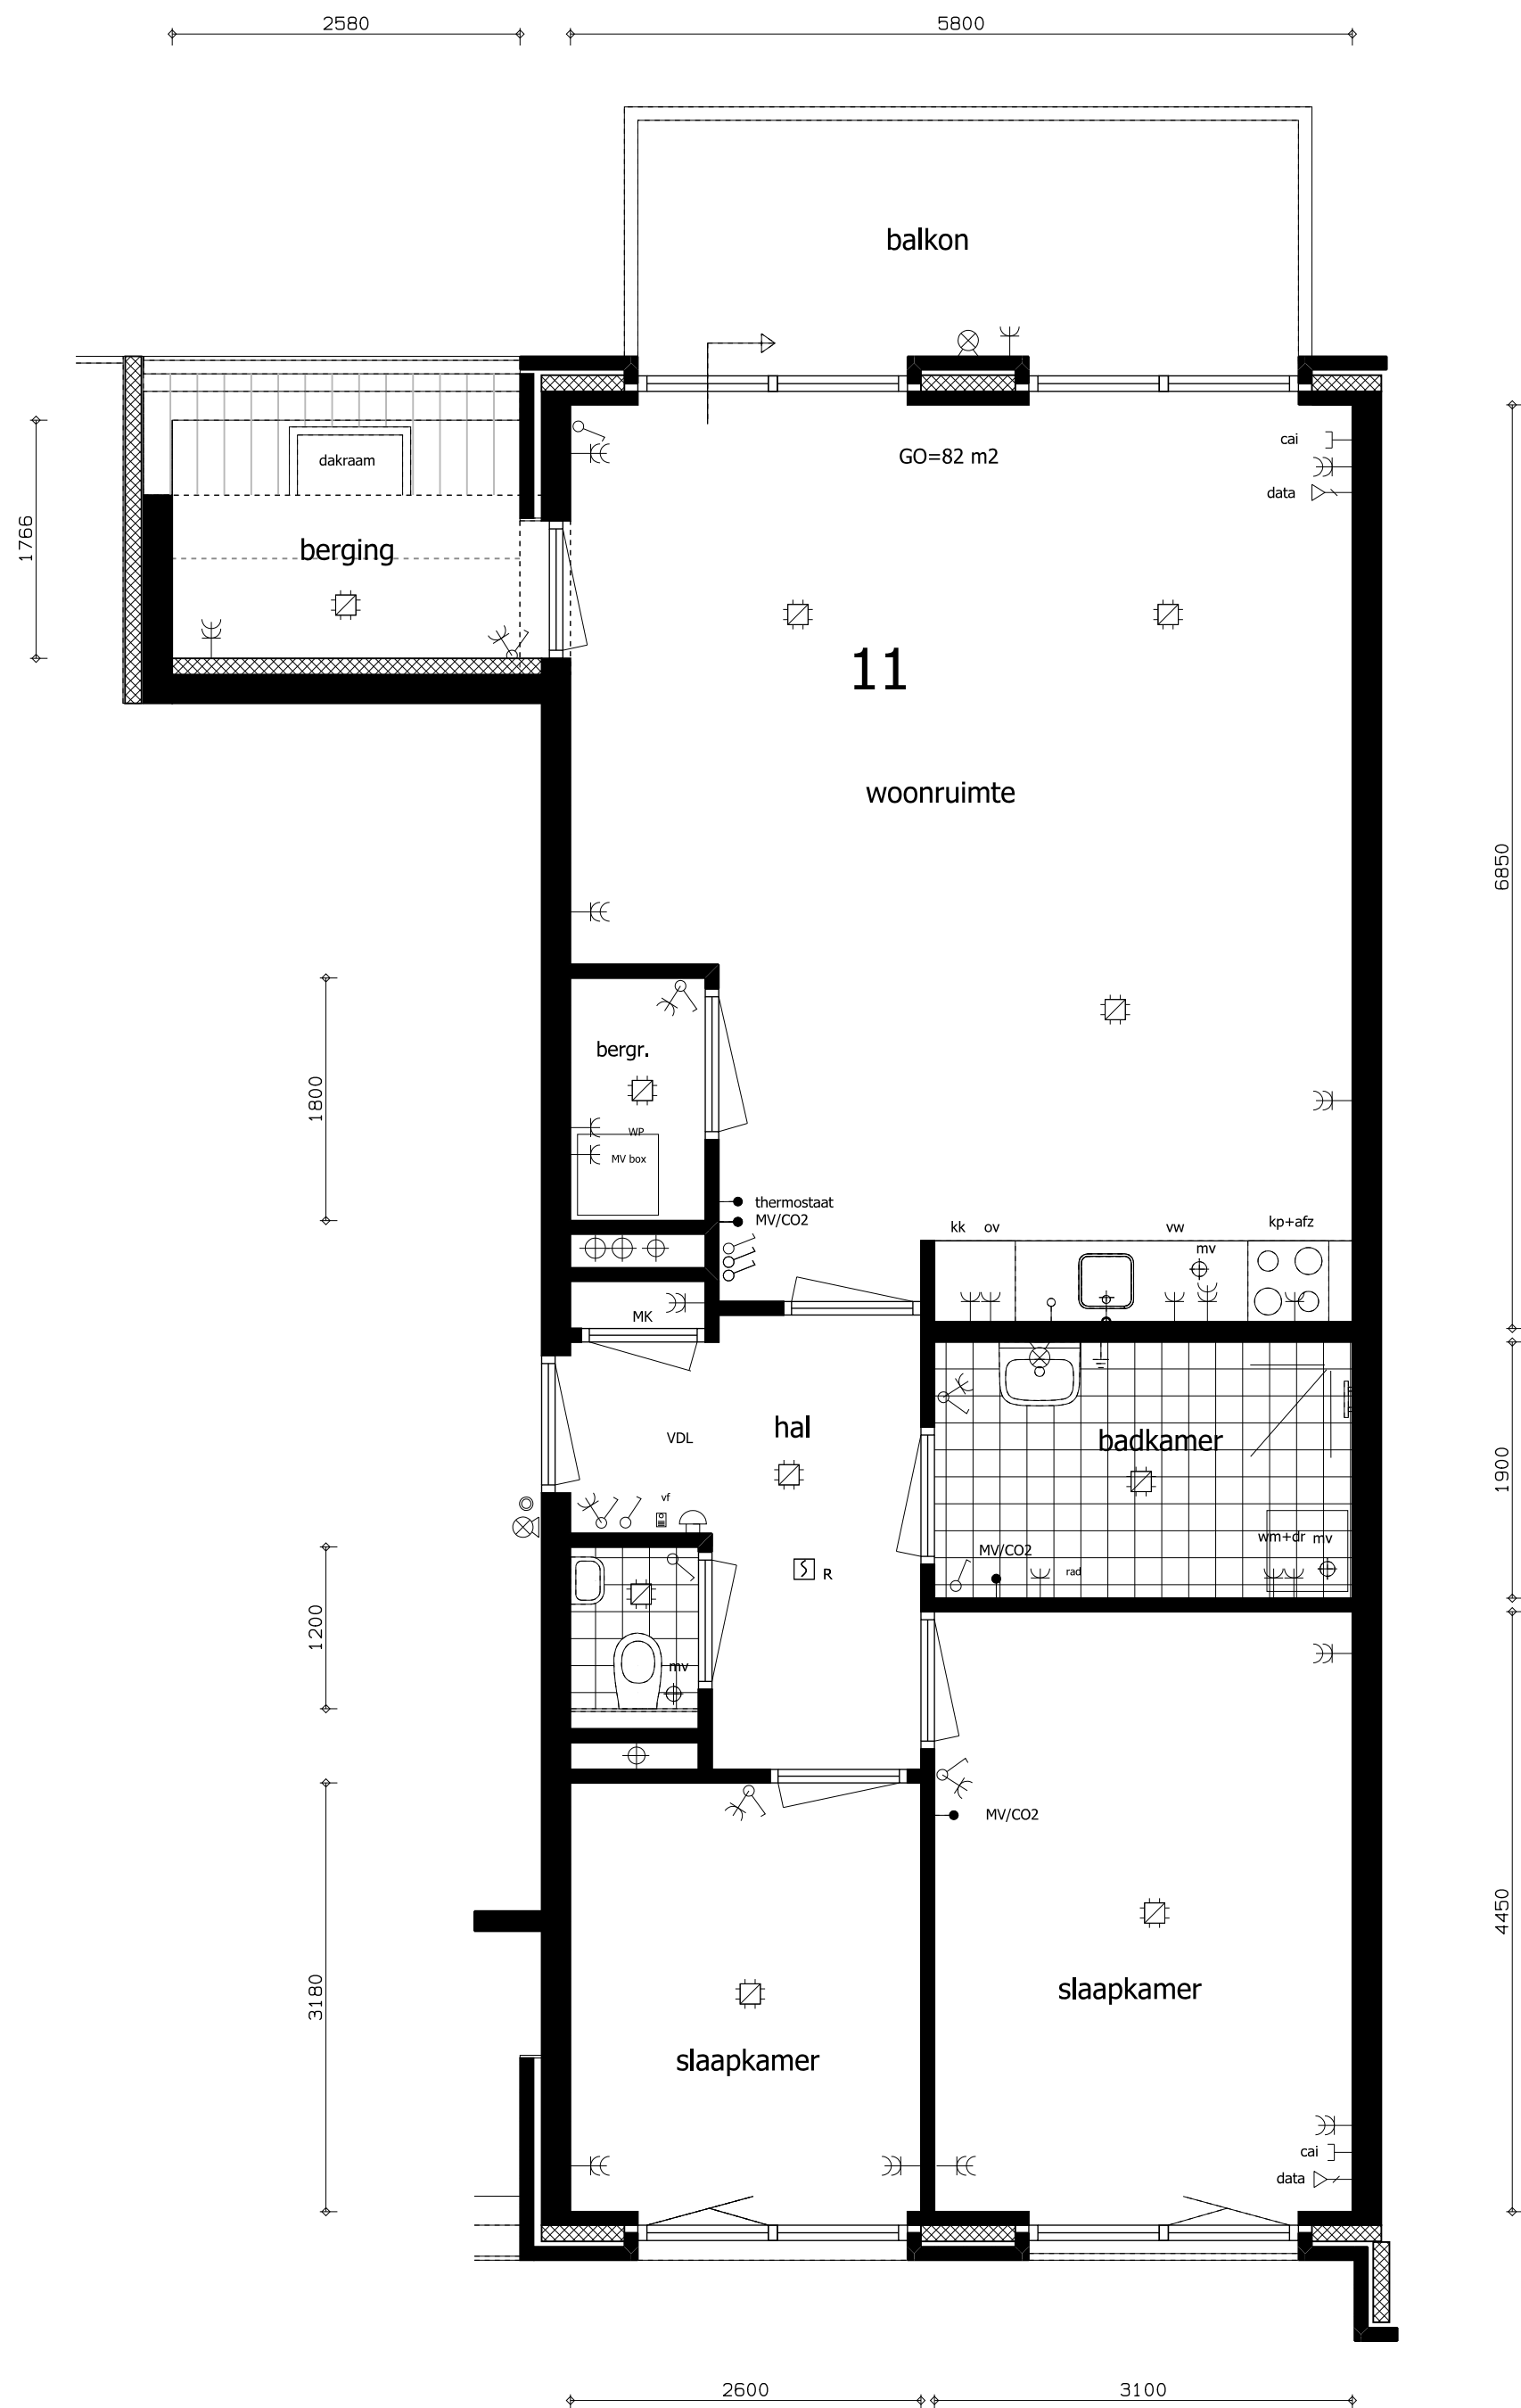 2580
5800
balkon
dakraam
GO=82 m2
cai
data
1766
berging
11
woonruimte
6850
bergr.
1800
WP
MV box
thermostaat
MV/CO2
kk
ov
vw
kp+afz
mv
MK
hal
VDL
badkamer
1900
vf
wm+dr
mv
MV/CO2
rad
R
1200
mv
MV/CO2
4450
3180
slaapkamer
slaapkamer
cai
data
2600
3100